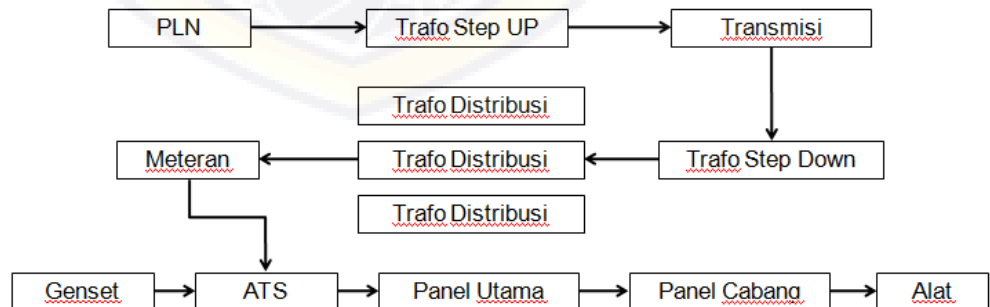 PLN
Trafo Step UP
Transmisi
Trafo Distribusi
Meteran
Trafo Distribusi
Trafo Step Down
Trafo Distribusi
Genset
ATS
Panel Utama
Panel Cabang
Alat